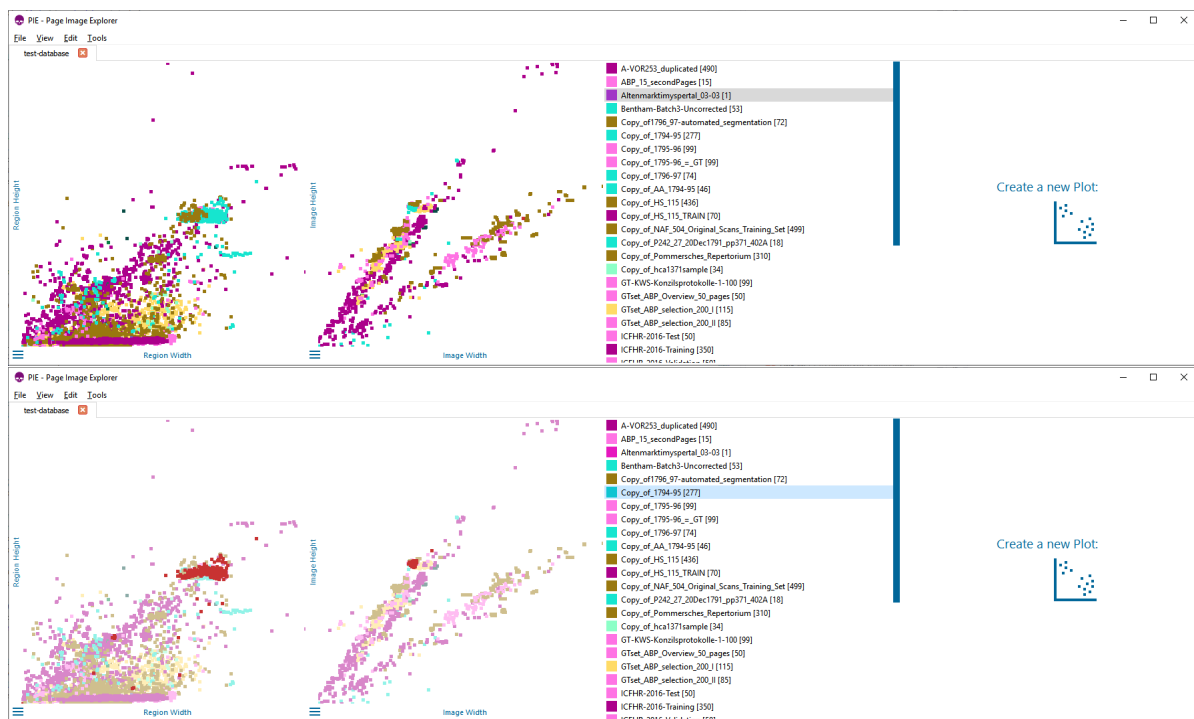 PIE - Page Image Explorer
File View Edit Tools
test-database
Region Height
Region Width
Image Height
Image Width
A-VOR253_duplicated [490]
ABP_15_secondPages [15]
Altenmarktimyspertal_03-03 [1]
Bentham-Batch3-Uncorrected [53]
Copy_of1796_97-automated_segmentation [72]
Copy_of_1794-95 [277]
Copy_of_1795-96 [99]
Copy_of_1795-96_=_GT [99]
Copy_of_1796-97 [74]
Copy_of_AA_1794-95 [46]
Copy_of_HS_115 [436]
Copy_of_HS_115_TRAIN [70]
Copy_of_NAF_504_Original_Scans_Training_Set [499]
Copy_of_P242_27_20Dec1791_pp371_402A [18]
Copy_of_Pommersches_Repertorium [310]
Copy_of_hca1371sample [34]
GT-KWS-Konzilsprotokolle-1-100 [99]
GTset_ABP_Overview_50_pages [50]
GTset_ABP_selection_200_I [115]
GTset_ABP_selection_200_II [85]
ICFHR-2016-Test [50]
ICFHR-2016-Training [350]
Create a new Plot:
PIE - Page Image Explorer
File View Edit Tools
test-database
Region Height
Region Width
Image Height
Image Width
A-VOR253_duplicated [490]
ABP_15_secondPages [15]
Altenmarktimyspertal_03-03 [1]
Bentham-Batch3-Uncorrected [53]
Copy_of1796_97-automated_segmentation [72]
Copy_of_1794-95 [277]
Copy_of_1795-96 [99]
Copy_of_1795-96_=_GT [99]
Copy_of_1796-97 [74]
Copy_of_AA_1794-95 [46]
Copy_of_HS_115 [436]
Copy_of_HS_115_TRAIN [70]
Copy_of_NAF_504_Original_Scans_Training_Set [499]
Copy_of_P242_27_20Dec1791_pp371_402A [18]
Copy_of_Pommersches_Repertorium [310]
Copy_of_hca1371sample [34]
GT-KWS-Konzilsprotokolle-1-100 [99]
GTset_ABP_Overview_50_pages [50]
GTset_ABP_selection_200_I [115]
GTset_ABP_selection_200_II [85]
ICFHR-2016-Test [50]
ICFHR-2016-Training [350]
Create a new Plot: